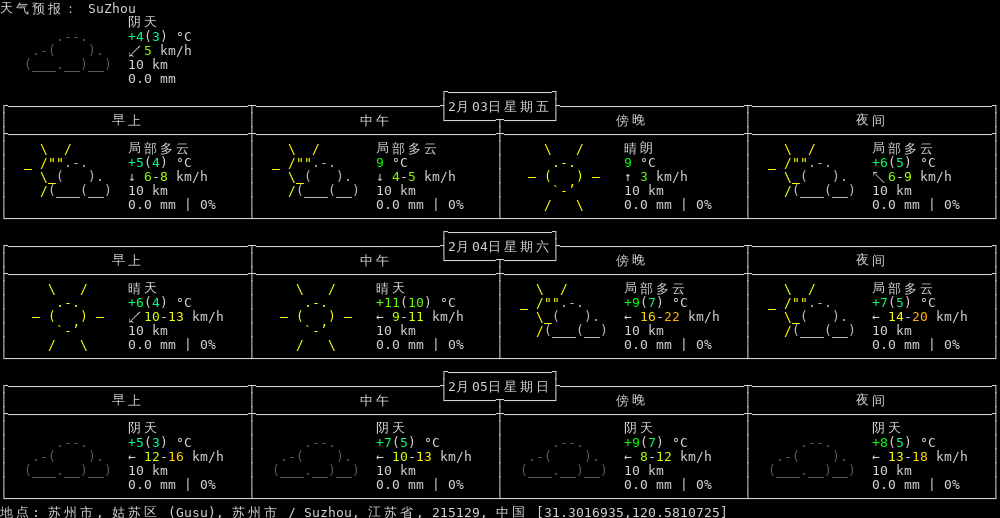 天气预报: SuZhou
阴天
+4(3) °C
↙ 5 km/h
10 km
0.0 mm
2月03日星期五
早上 中午 傍晚 夜间
局部多云 局部多云 晴朗 局部多云
+5(4) °C 9 °C 9 °C +6(5) °C
↓ 6-8 km/h ↓ 4-5 km/h ↑ 3 km/h ↖ 6-9 km/h
10 km 10 km 10 km 10 km
0.0 mm | 0% 0.0 mm | 0% 0.0 mm | 0% 0.0 mm | 0%
2月04日星期六
早上 中午 傍晚 夜间
晴天 晴天 局部多云 局部多云
+6(4) °C +11(10) °C +9(7) °C +7(5) °C
↙ 10-13 km/h ← 9-11 km/h ← 16-22 km/h ← 14-20 km/h
10 km 10 km 10 km 10 km
0.0 mm | 0% 0.0 mm | 0% 0.0 mm | 0% 0.0 mm | 0%
2月05日星期日
早上 中午 傍晚 夜间
阴天 阴天 阴天 阴天
+5(3) °C +7(5) °C +9(7) °C +8(5) °C
← 12-16 km/h ← 10-13 km/h ← 8-12 km/h ← 13-18 km/h
10 km 10 km 10 km 10 km
0.0 mm | 0% 0.0 mm | 0% 0.0 mm | 0% 0.0 mm | 0%
地点: 苏州市, 姑苏区 (Gusu), 苏州市 / Suzhou, 江苏省, 215129, 中国 [31.3016935,120.5810725]